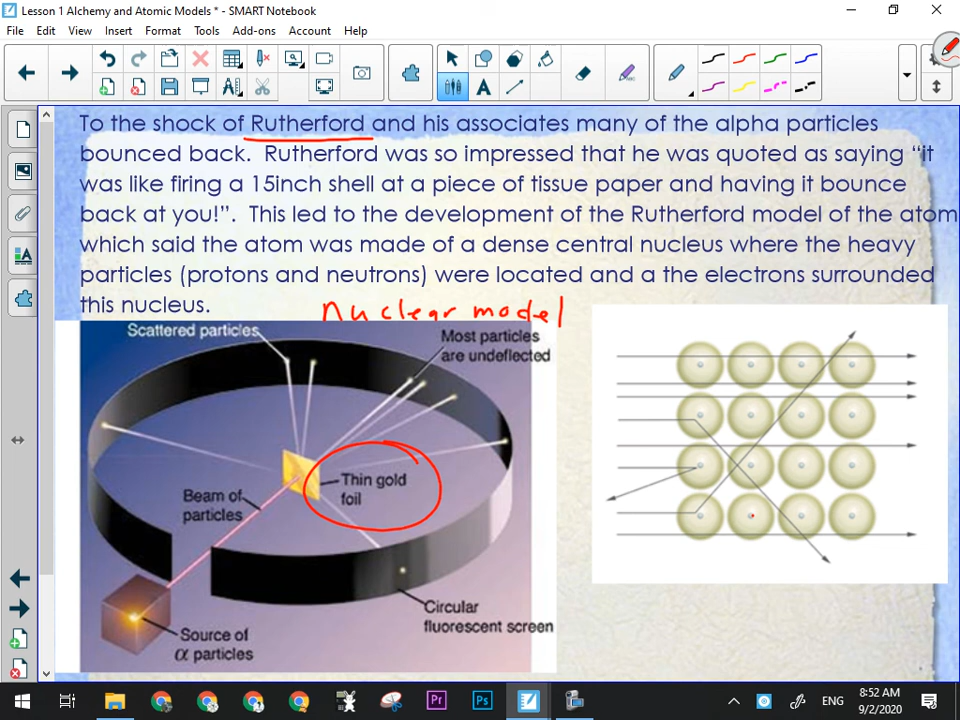 Lesson 1 Alchemy and Atomic Models * - SMART Notebook
File Edit View Insert Format Tools Add-ons Account Help
To the shock of Rutherford and his associates many of the alpha particles
bounced back. Rutherford was so impressed that he was quoted as saying “it
was like firing a 15inch shell at a piece of tissue paper and having it bounce
back at you!”. This led to the development of the Rutherford model of the atom
which said the atom was made of a dense central nucleus where the heavy
particles (protons and neutrons) were located and a the electrons surrounded
this nucleus.
nuclear model
Scattered particles
Most particles
are undeflected
Thin gold
foil
Beam of
particles
Circular
fluorescent screen
Source of
α particles
ENG
8:52 AM
9/2/2020